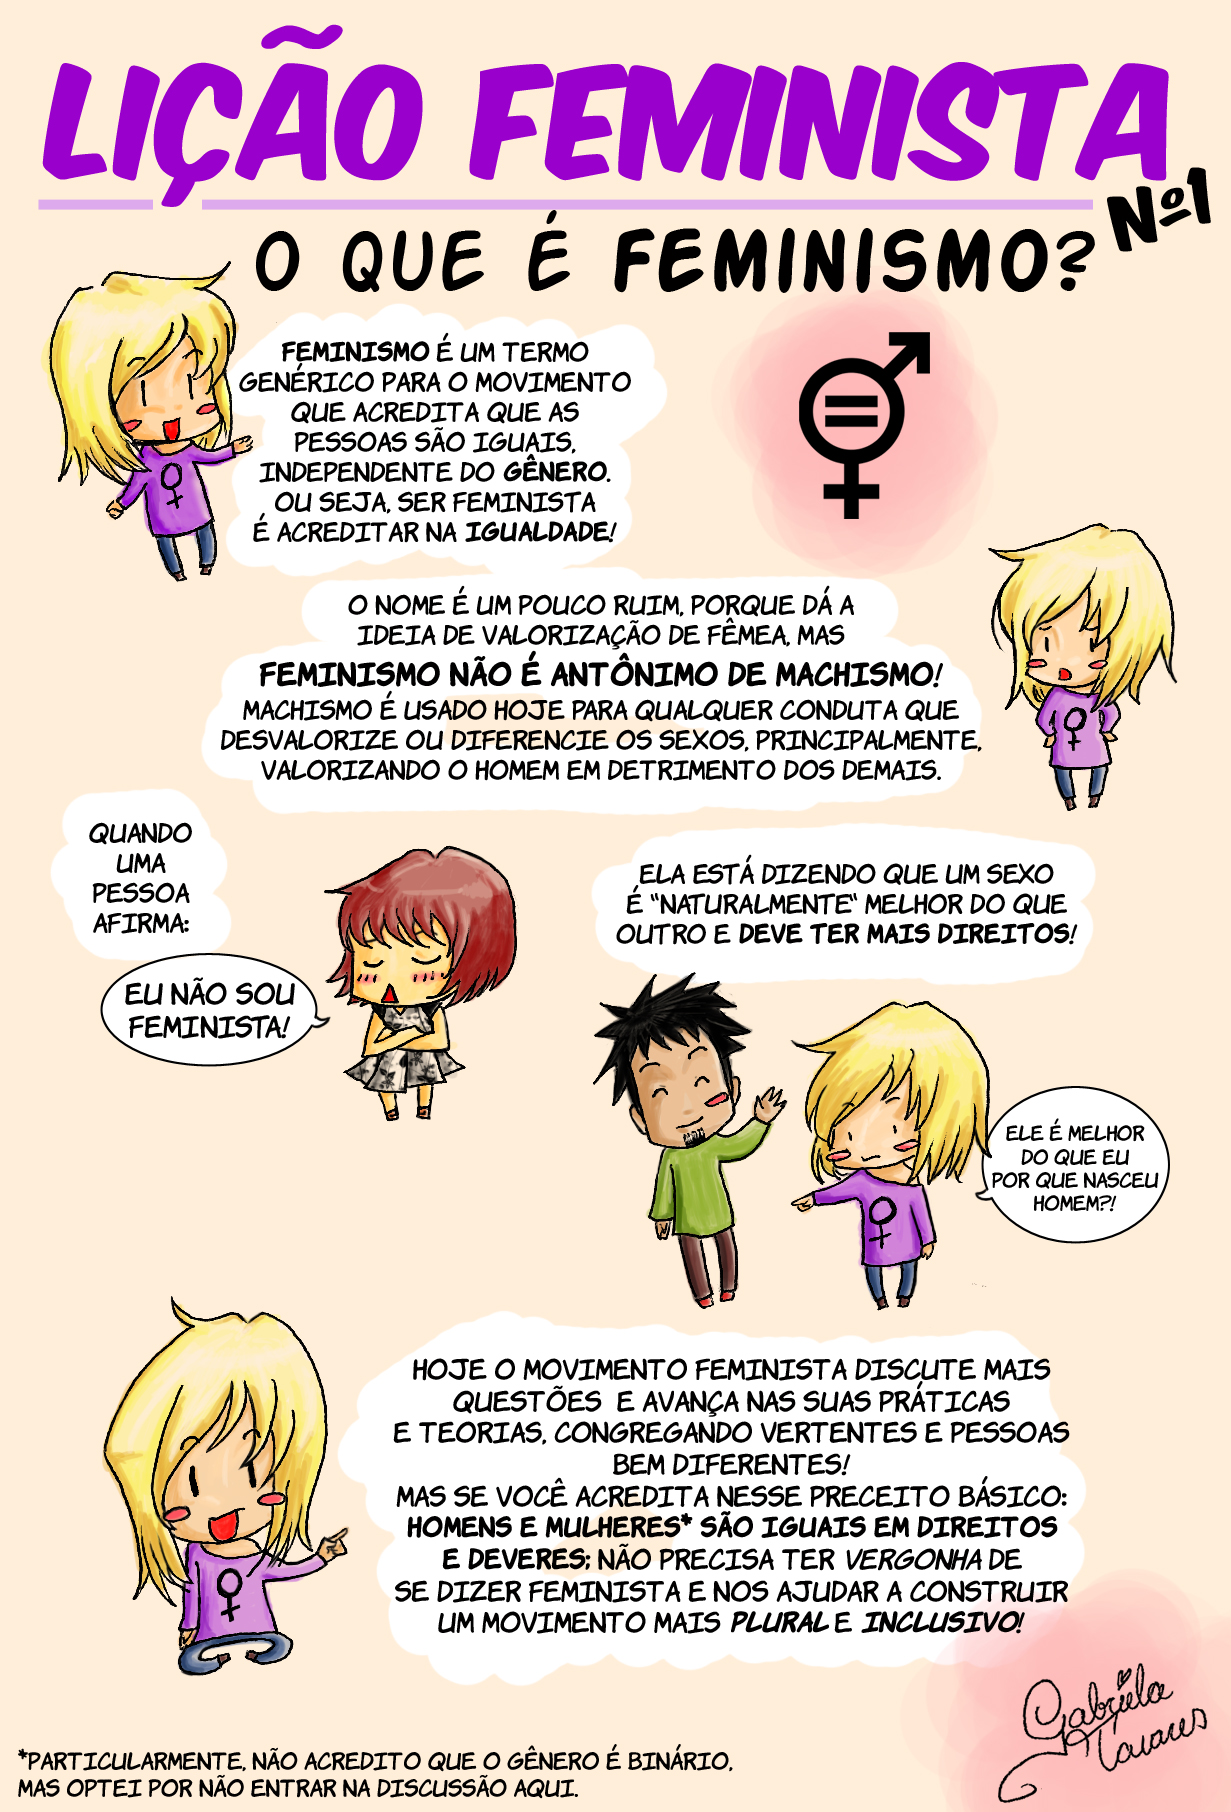 LIÇÃO FEMINISTA
Nº1
O QUE É FEMINISMO?
FEMINISMO É UM TERMO
GENÉRICO PARA O MOVIMENTO
QUE ACREDITA QUE AS
PESSOAS SÃO IGUAIS,
INDEPENDENTE DO GÊNERO.
OU SEJA, SER FEMINISTA
É ACREDITAR NA IGUALDADE!
O NOME É UM POUCO RUIM, PORQUE DÁ A
IDEIA DE VALORIZAÇÃO DE FÊMEA, MAS
FEMINISMO NÃO É ANTÔNIMO DE MACHISMO!
MACHISMO É USADO HOJE PARA QUALQUER CONDUTA QUE
DESVALORIZE OU DIFERENCIE OS SEXOS, PRINCIPALMENTE,
VALORIZANDO O HOMEM EM DETRIMENTO DOS DEMAIS.
QUANDO
UMA
PESSOA
AFIRMA:
EU NÃO SOU
FEMINISTA!
ELA ESTÁ DIZENDO QUE UM SEXO
É "NATURALMENTE" MELHOR DO QUE
OUTRO E DEVE TER MAIS DIREITOS!
ELE É MELHOR
DO QUE EU
POR QUE NASCEU
HOMEM?!
HOJE O MOVIMENTO FEMINISTA DISCUTE MAIS
QUESTÕES E AVANÇA NAS SUAS PRÁTICAS
E TEORIAS, CONGREGANDO VERTENTES E PESSOAS
BEM DIFERENTES!
MAS SE VOCÊ ACREDITA NESSE PRECEITO BÁSICO:
HOMENS E MULHERES* SÃO IGUAIS EM DIREITOS
E DEVERES; NÃO PRECISA TER VERGONHA DE
SE DIZER FEMINISTA E NOS AJUDAR A CONSTRUIR
UM MOVIMENTO MAIS PLURAL E INCLUSIVO!
Gabriela
Tavares
*PARTICULARMENTE, NÃO ACREDITO QUE O GÊNERO É BINÁRIO,
MAS OPTEI POR NÃO ENTRAR NA DISCUSSÃO AQUI.